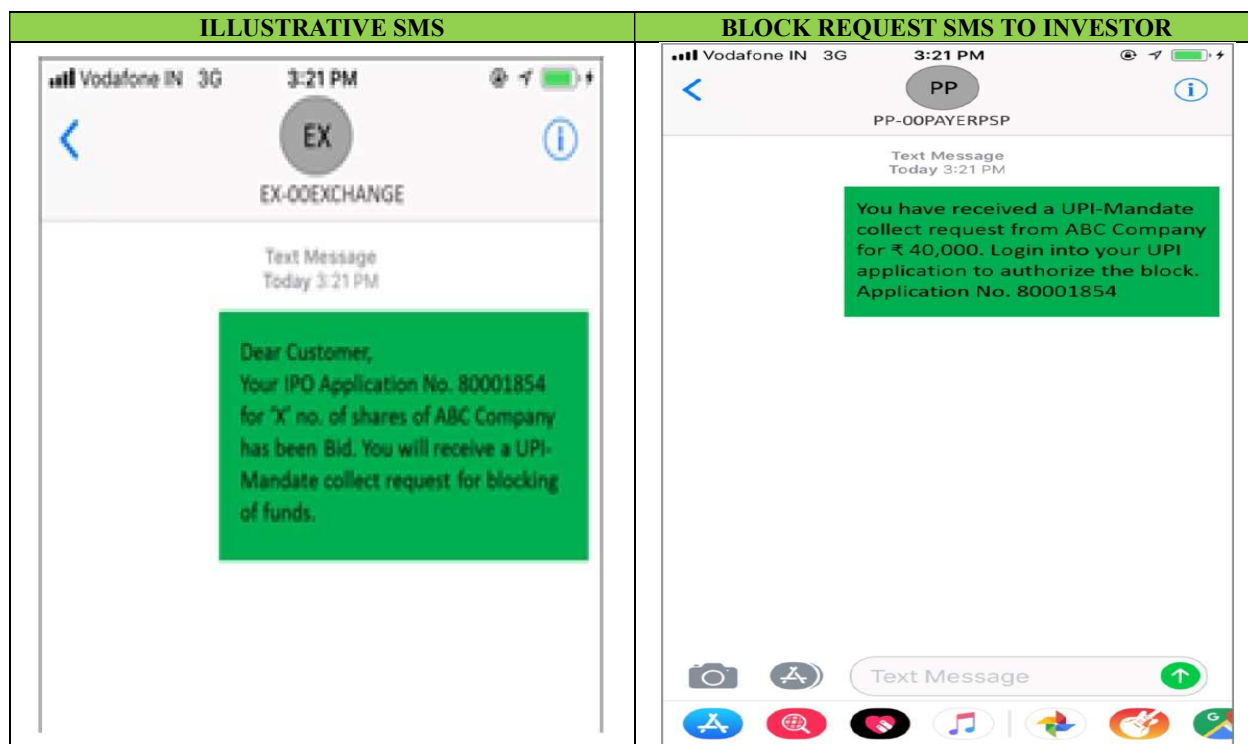 ILLUSTRATIVE SMS
BLOCK REQUEST SMS TO INVESTOR
Vodafone IN 3G 3:21 PM
EX
EX-00EXCHANGE
Text Message
Today 3:21 PM
Dear Customer,
Your IPO Application No. 80001854
for 'X' no. of shares of ABC Company
has been Bid. You will receive a UPI-
Mandate collect request for blocking
of funds.
Vodafone IN 3G 3:21 PM
PP
PP-00PAYERPSP
Text Message
Today 3:21 PM
You have received a UPI-Mandate
collect request from ABC Company
for ₹ 40,000. Login into your UPI
application to authorize the block.
Application No. 80001854
Text Message
G